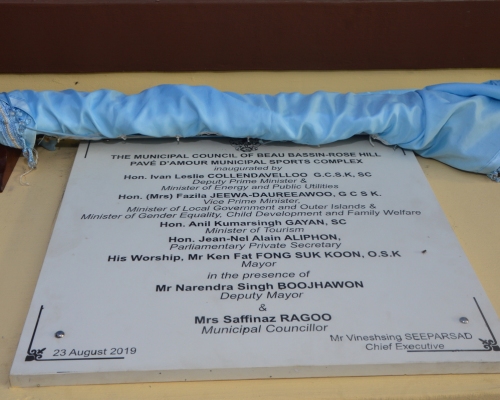 THE MUNICIPAL COUNCIL OF BEAU BASSIN-ROSE HILL
PAVÉ D'AMOUR MUNICIPAL SPORTS COMPLEX
inaugurated by
Hon. Ivan Leslie COLLENDAVELLOO G.C.S.K, SC
Deputy Prime Minister &
Minister of Energy and Public Utilities
Hon. (Mrs) Fazila JEEWA-DAUREEAWOO, G C S K,
Vice Prime Minister,
Minister of Local Government and Outer Islands &
Minister of Gender Equality, Child Development and Family Welfare
Hon. Anil Kumarsingh GAYAN, SC
Minister of Tourism
Hon. Jean-Nel Alain ALIPHON,
Parliamentary Private Secretary
His Worship, Mr Ken Fat FONG SUK KOON, O.S.K
Mayor
in the presence of
Mr Narendra Singh BOOJHAWON
Deputy Mayor
&
Mrs Saffinaz RAGOO
Municipal Councillor
23 August 2019
Mr Vineshsing SEEPARSAD
Chief Executive